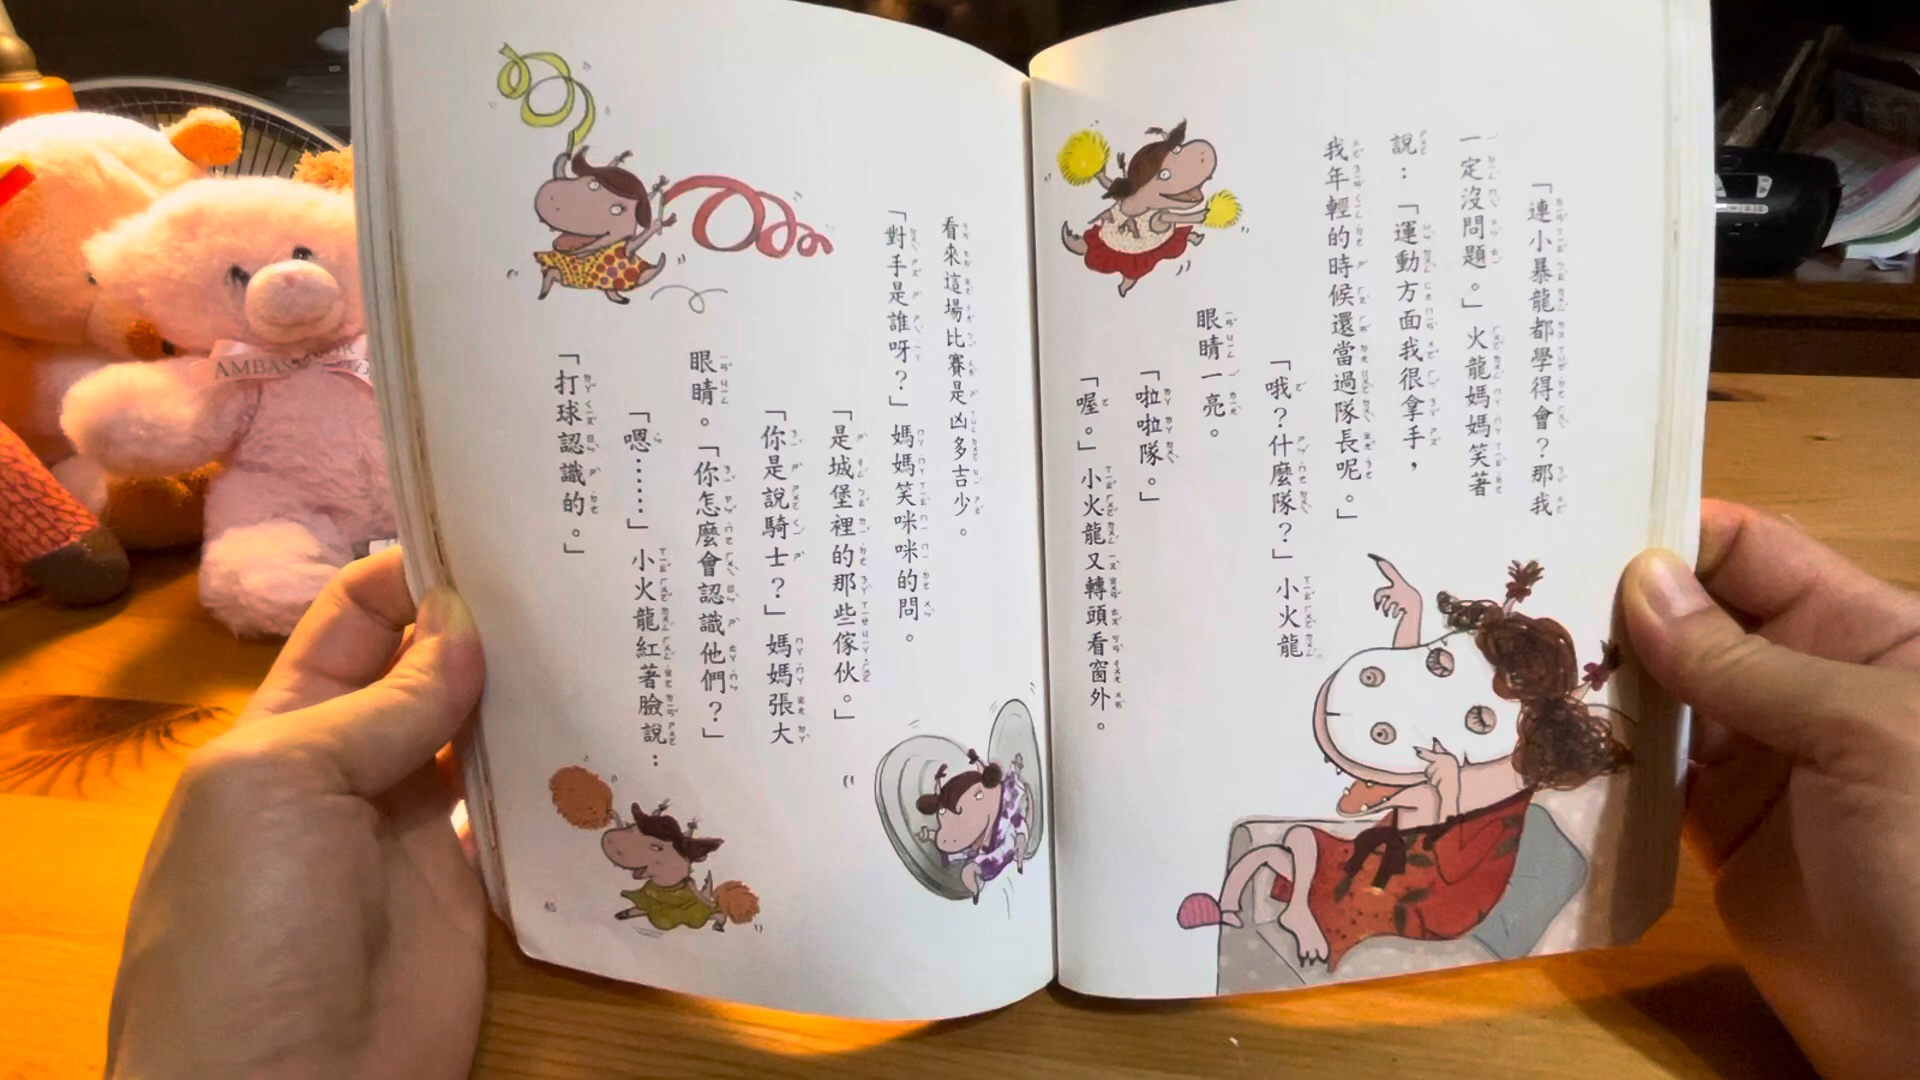 「連小暴龍都學得會？那我
一定沒問題。」火龍媽媽笑著
說：「運動方面我很拿手，
我年輕的時候還當過隊長呢。」
「哦？什麼隊？」小火龍
眼睛一亮。
「啦啦隊。」
「喔。」小火龍又轉頭看窗外。
看來這場比賽是凶多吉少。
「對手是誰呀？」媽媽笑咪咪的問。
「是城堡裡的那些傢伙。」
「你是說騎士？」媽媽張大
眼睛。「你怎麼會認識他們？」
「嗯……」小火龍紅著臉說：
「打球認識的。」